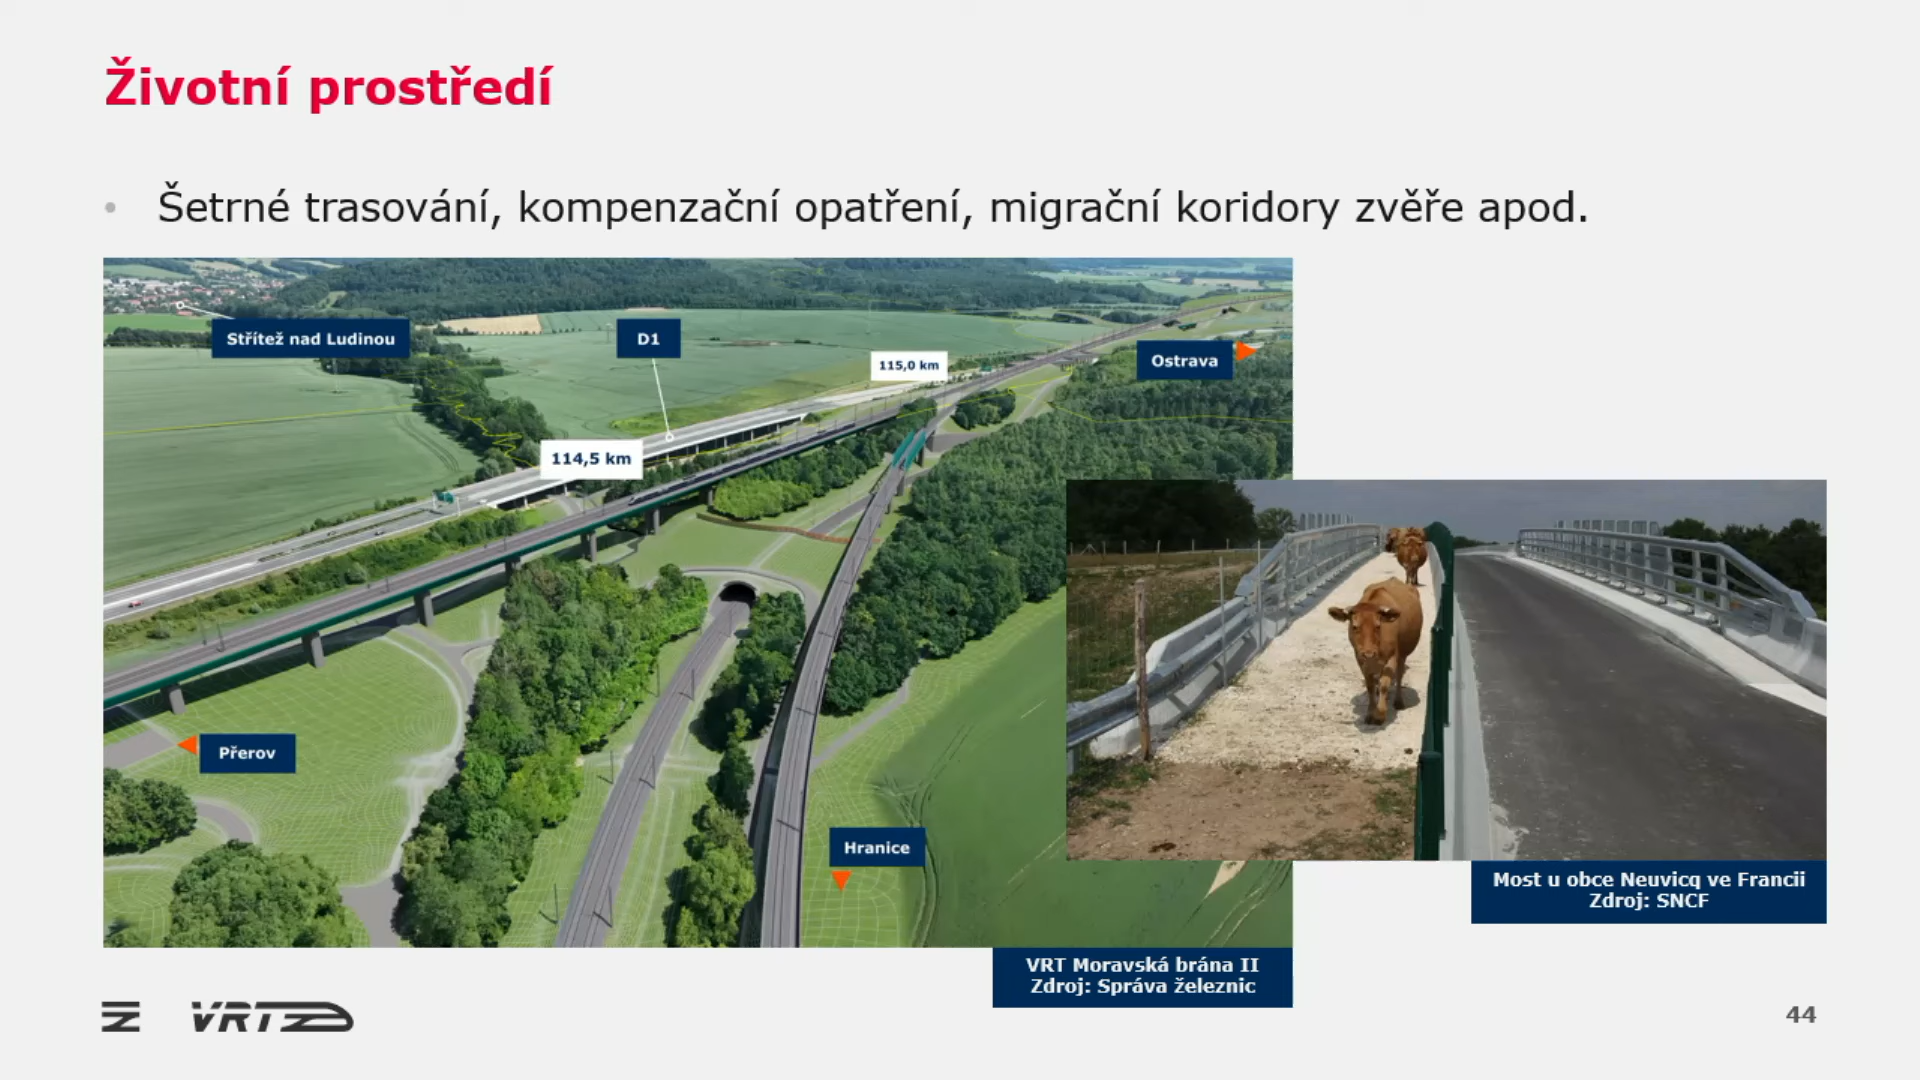 Životní prostředí
• Šetrné trasování, kompenzační opatření, migrační koridory zvěře apod.
Střítež nad Ludinou
D1
115,0 km
Ostrava
114,5 km
Přerov
Hranice
Most u obce Neuvicq ve Francii
Zdroj: SNCF
VRT Moravská brána II
Zdroj: Správa železnic
VRT
44